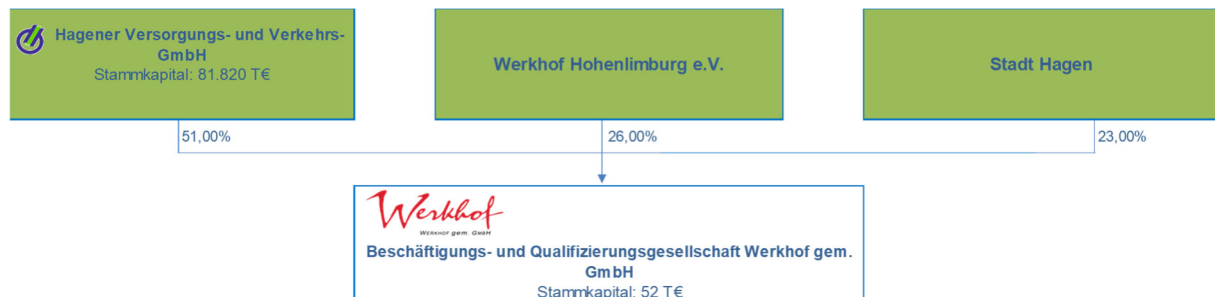 Hagener Versorgungs- und Verkehrs-
GmbH
Stammkapital: 81.820 T€
Werkhof Hohenlimburg e.V.
Stadt Hagen
51,00%
26,00%
23,00%
Werkhof
WERKHOF gem. GmbH
Beschäftigungs- und Qualifizierungsgesellschaft Werkhof gem.
GmbH
Stammkapital: 52 T€